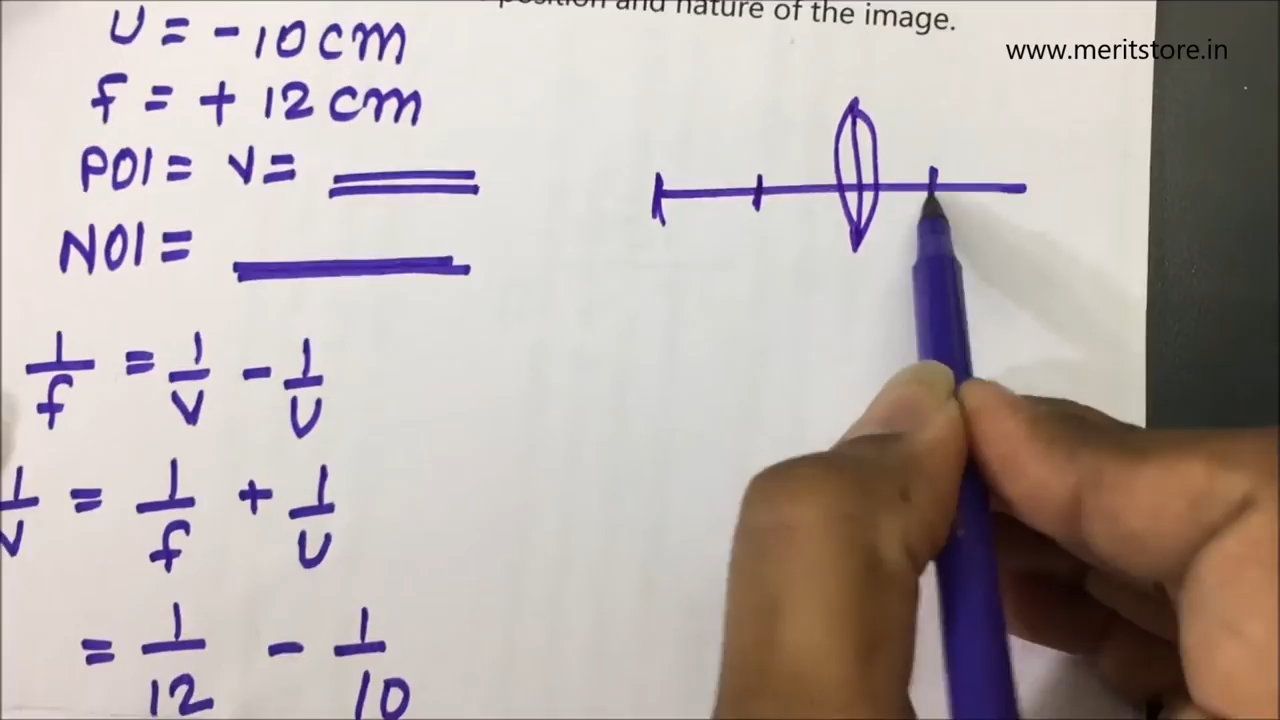 and nature of the image.
www.meritstore.in
U = - 10 cm
f = + 12 cm
POI = V =
NOI =
1/f = 1/v - 1/u
1/v = 1/f + 1/u
= 1/12 - 1/10